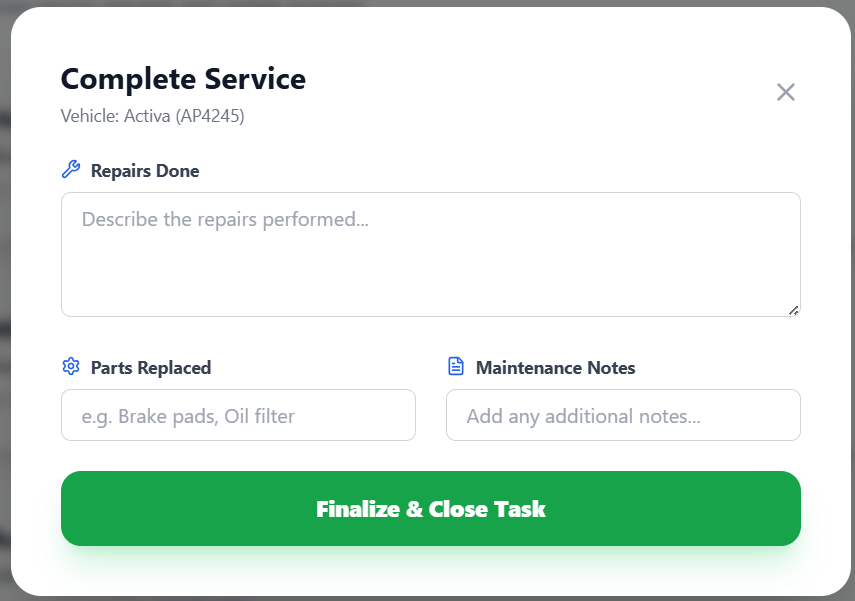 Complete Service
Vehicle: Activa (AP4245)
Repairs Done
Describe the repairs performed...
Parts Replaced
Maintenance Notes
e.g. Brake pads, Oil filter
Add any additional notes...
Finalize & Close Task